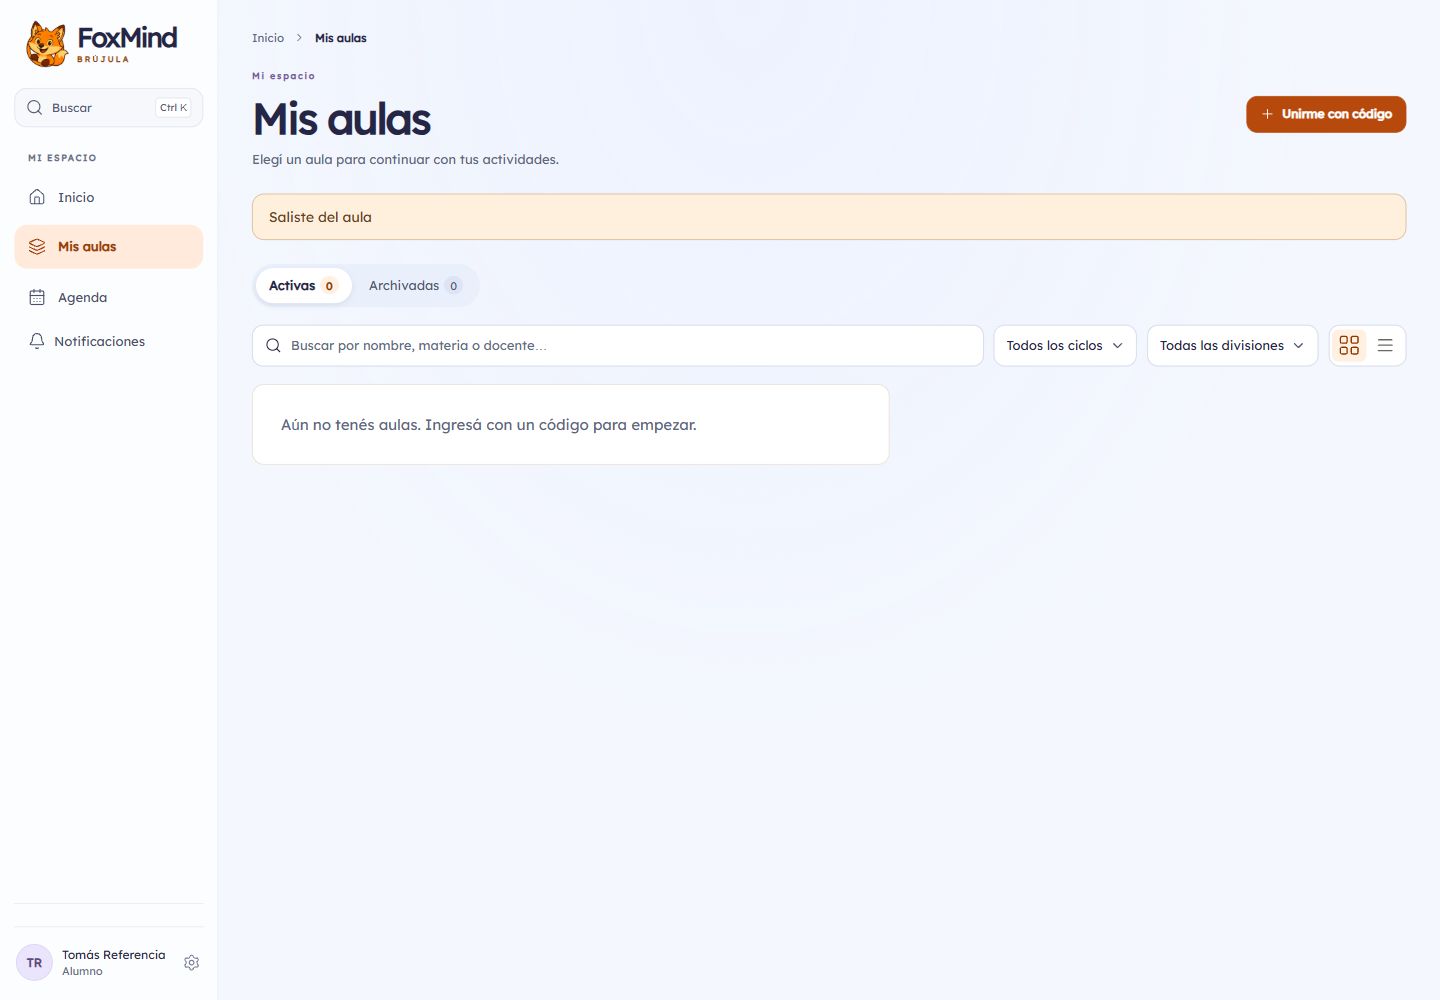 FoxMind
BRÚJULA
Buscar Ctrl K
MI ESPACIO
Inicio
Mis aulas
Agenda
Notificaciones
TR
Tomás Referencia
Alumno
Inicio > Mis aulas
Mi espacio
Mis aulas
Elegí un aula para continuar con tus actividades.
+ Unirme con código
Saliste del aula
Activas 0 Archivadas 0
Buscar por nombre, materia o docente... Todos los ciclos Todas las divisiones
Aún no tenés aulas. Ingresá con un código para empezar.